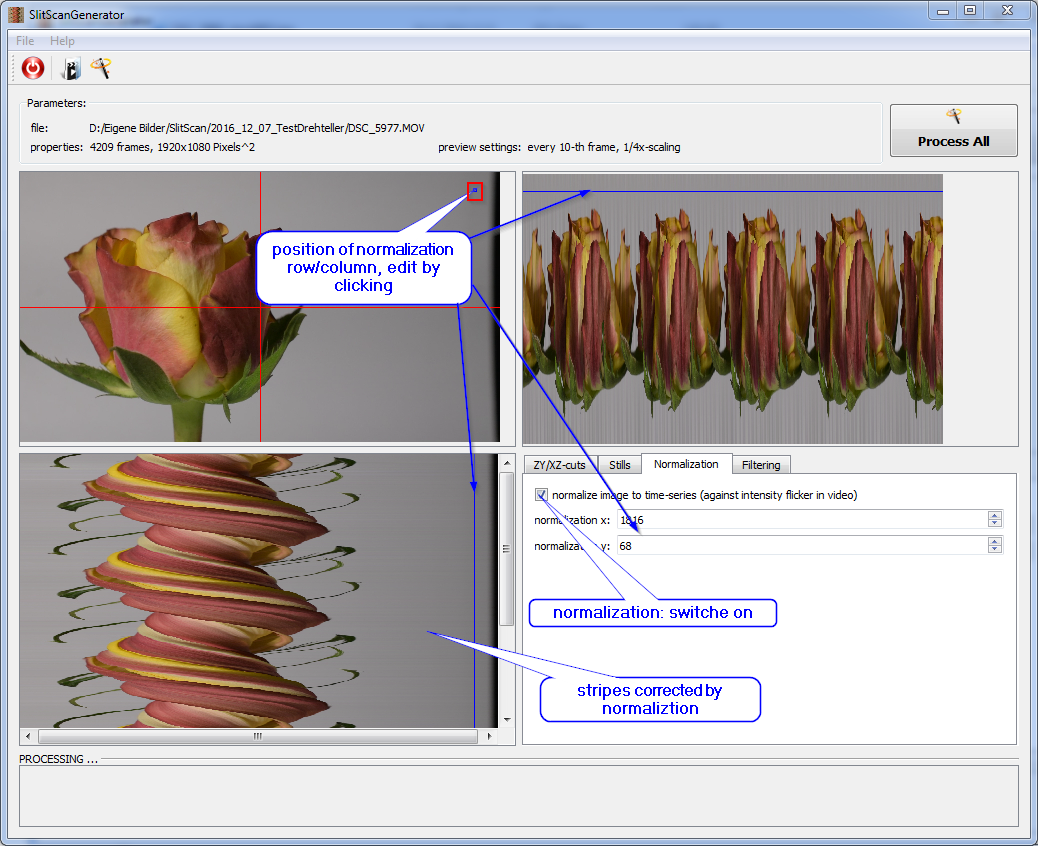 SlitScanGenerator
File Help
Parameters:
file: D:/Eigene Bilder/SlitScan/2016_12_07_TestDrehteller/DSC_5977.MOV
properties: 4209 frames, 1920x1080 Pixels^2 preview settings: every 10-th frame, 1/4x-scaling
Process All
position of normalization
row/column, edit by
clicking
ZY/XZ-cuts Stills Normalization Filtering
normalize image to time-series (against intensity flicker in video)
normalization x: 1816
normalization y: 68
normalization: switche on
stripes corrected by
normaliztion
PROCESSING ...